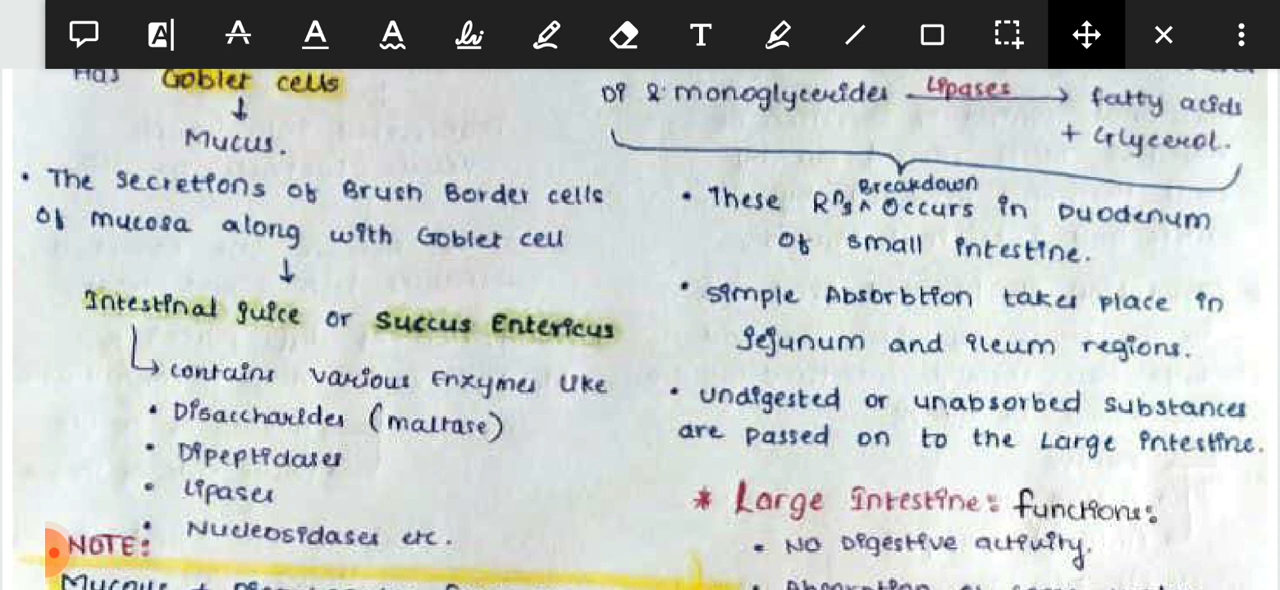 Has Goblet cells
↓
Mucus.
• The secretions of Brush Border cells
of mucosa along with Goblet cell
↓
Intestinal juice or Succus Entericus
↳ contains various Enzymes like
• Disaccharides (maltase)
• Dipeptidases
• Lipases
• Nucleosidases etc.
NOTE:
Di & monoglycerides Lipases → fatty acids
+ Glycerol.
• These Rns ^ Breakdown Occurs in Duodenum
of small intestine.
• Simple Absorbtion takes place in
Jejunum and ileum regions.
• undigested or unabsorbed substances
are passed on to the Large intestine.
* Large Intestine: functions:
• NO Digestive activity.